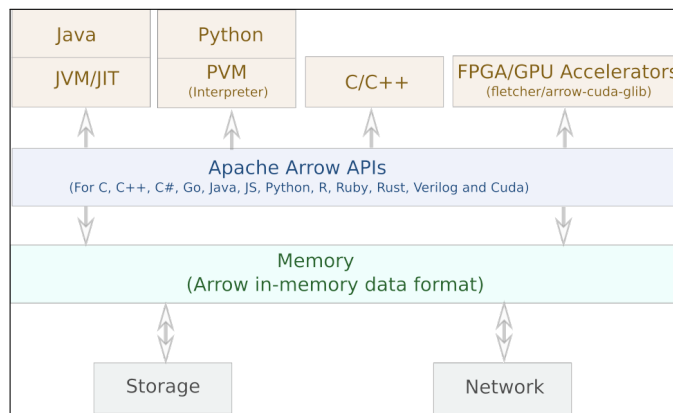 Java
JVM/JIT
Python
PVM
(Interpreter)
C/C++
FPGA/GPU Accelerators
(fletcher/arrow-cuda-glib)
Apache Arrow APIs
(For C, C++, C#, Go, Java, JS, Python, R, Ruby, Rust, Verilog and Cuda)
Memory
(Arrow in-memory data format)
Storage
Network